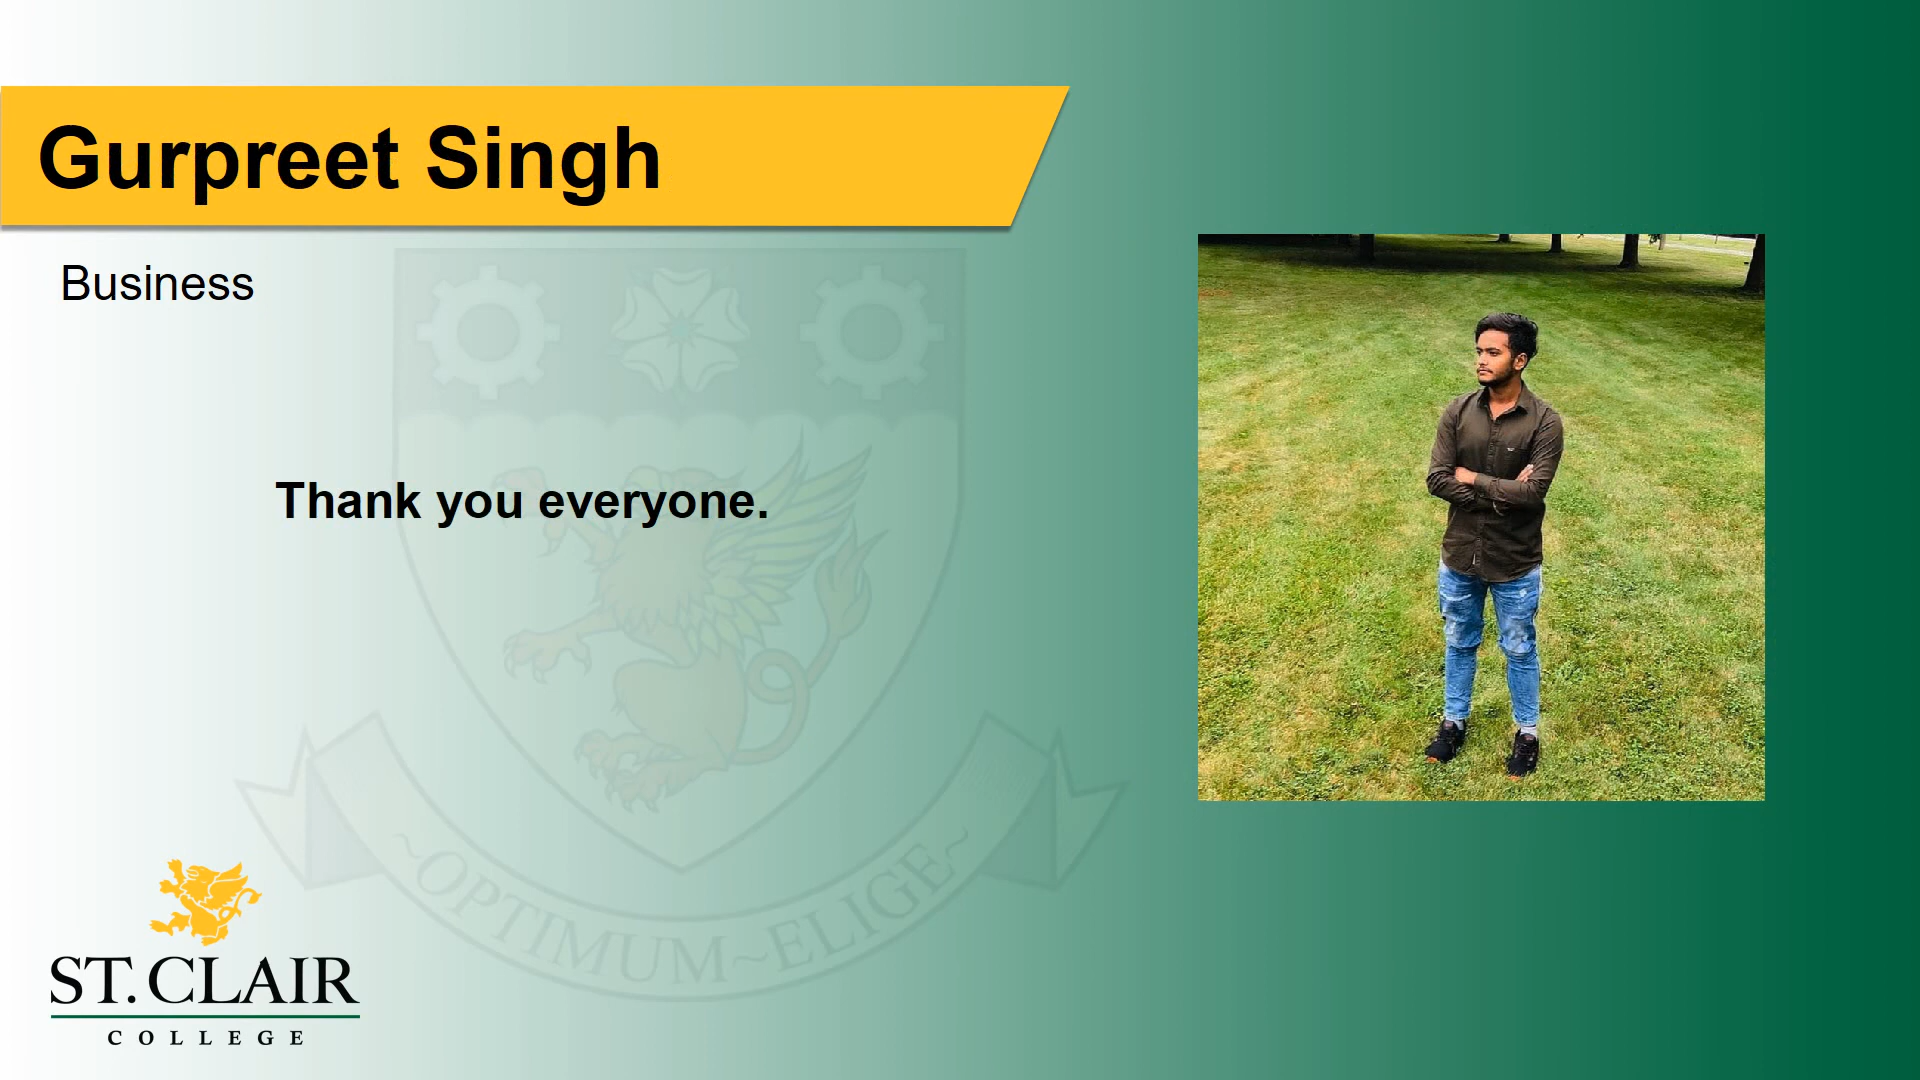 Gurpreet Singh
Business
Thank you everyone.
~OPTIMUM~ELIGE~
ST. CLAIR
COLLEGE